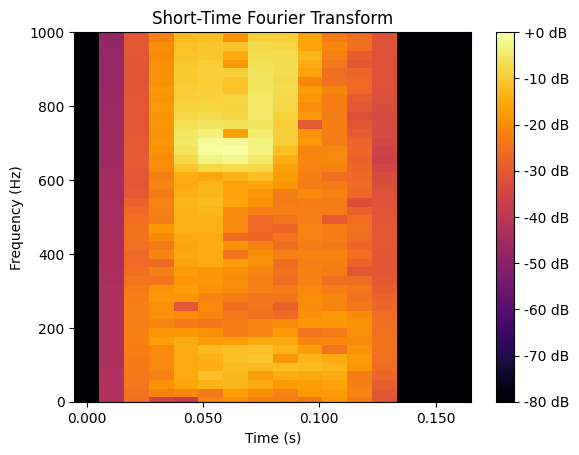 Short-Time Fourier Transform
1000
800
600
400
200
0
Frequency (Hz)
0.000
0.050
0.100
0.150
Time (s)
+0 dB
-10 dB
-20 dB
-30 dB
-40 dB
-50 dB
-60 dB
-70 dB
-80 dB